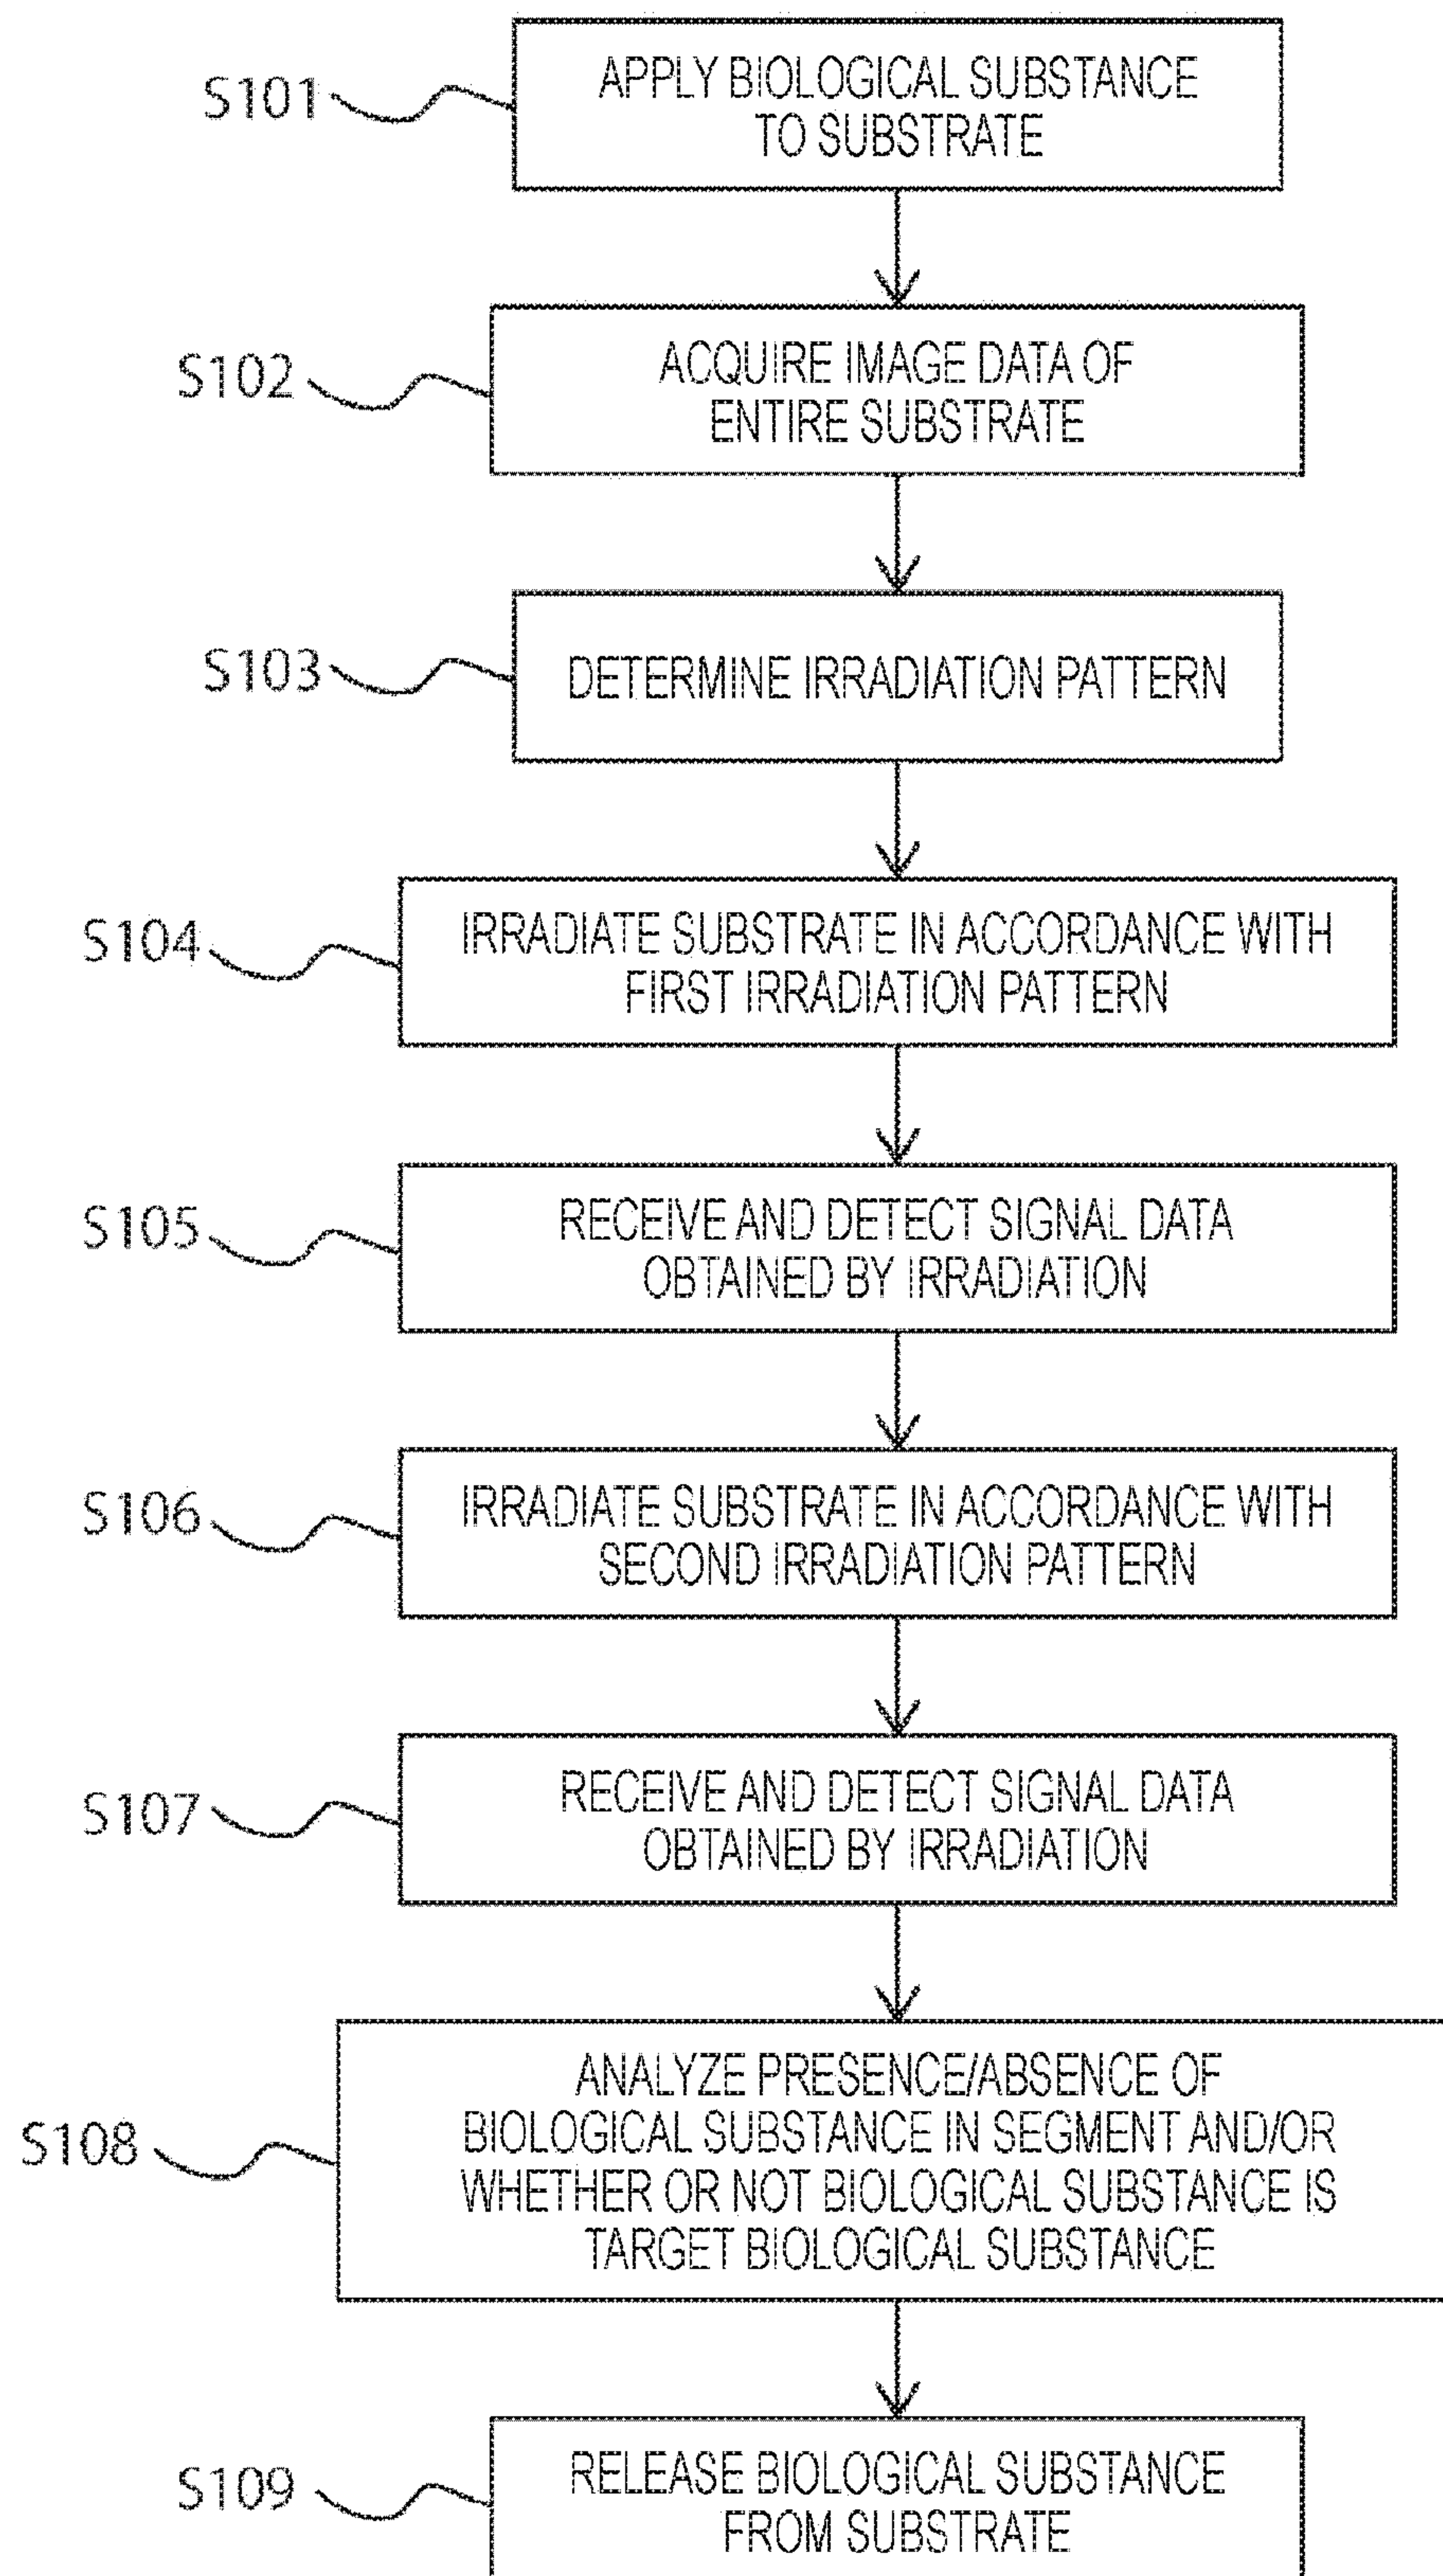 S101
APPLY BIOLOGICAL SUBSTANCE
TO SUBSTRATE
S102
ACQUIRE IMAGE DATA OF
ENTIRE SUBSTRATE
S103
DETERMINE IRRADIATION PATTERN
S104
IRRADIATE SUBSTRATE IN ACCORDANCE WITH
FIRST IRRADIATION PATTERN
S105
RECEIVE AND DETECT SIGNAL DATA
OBTAINED BY IRRADIATION
S106
IRRADIATE SUBSTRATE IN ACCORDANCE WITH
SECOND IRRADIATION PATTERN
S107
RECEIVE AND DETECT SIGNAL DATA
OBTAINED BY IRRADIATION
S108
ANALYZE PRESENCE/ABSENCE OF
BIOLOGICAL SUBSTANCE IN SEGMENT AND/OR
WHETHER OR NOT BIOLOGICAL SUBSTANCE IS
TARGET BIOLOGICAL SUBSTANCE
S109
RELEASE BIOLOGICAL SUBSTANCE
FROM SUBSTRATE